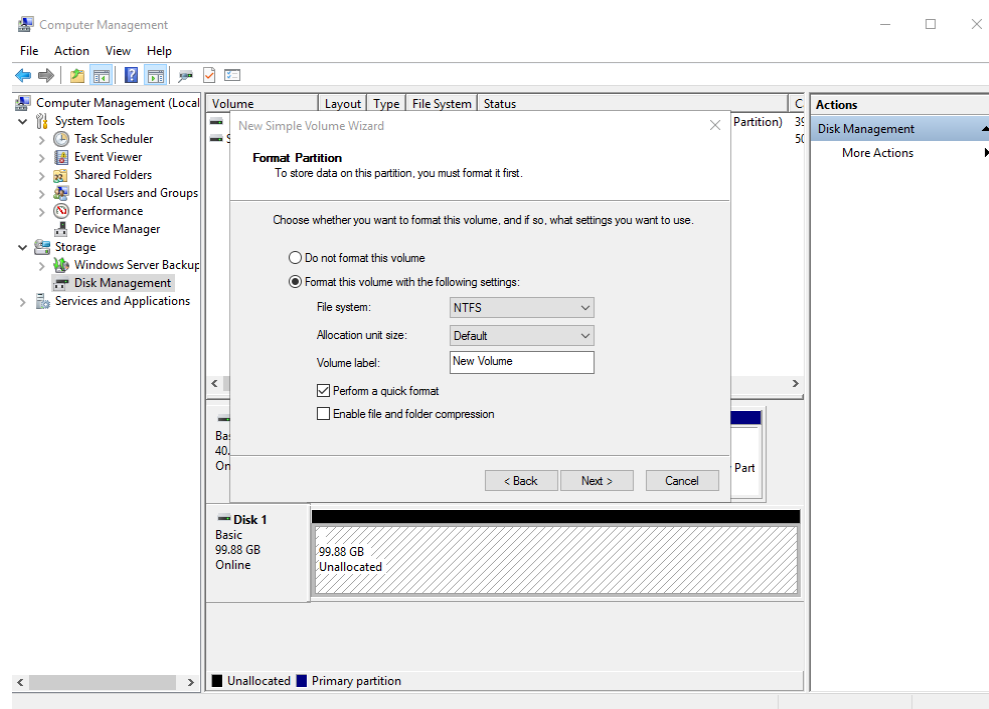 Computer Management
File Action View Help
Computer Management (Local
System Tools
Task Scheduler
Event Viewer
Shared Folders
Local Users and Groups
Performance
Device Manager
Storage
Windows Server Backup
Disk Management
Services and Applications
Volume Layout Type File System Status C
Partition) 39
S 50
New Simple Volume Wizard
Format Partition
To store data on this partition, you must format it first.
Choose whether you want to format this volume, and if so, what settings you want to use.
Do not format this volume
Format this volume with the following settings:
File system: NTFS
Allocation unit size: Default
Volume label: New Volume
Perform a quick format
Enable file and folder compression
< Back Next > Cancel
Bas
40.
On
Part
Disk 1
Basic
99.88 GB
Online
99.88 GB
Unallocated
Unallocated Primary partition
Actions
Disk Management
More Actions